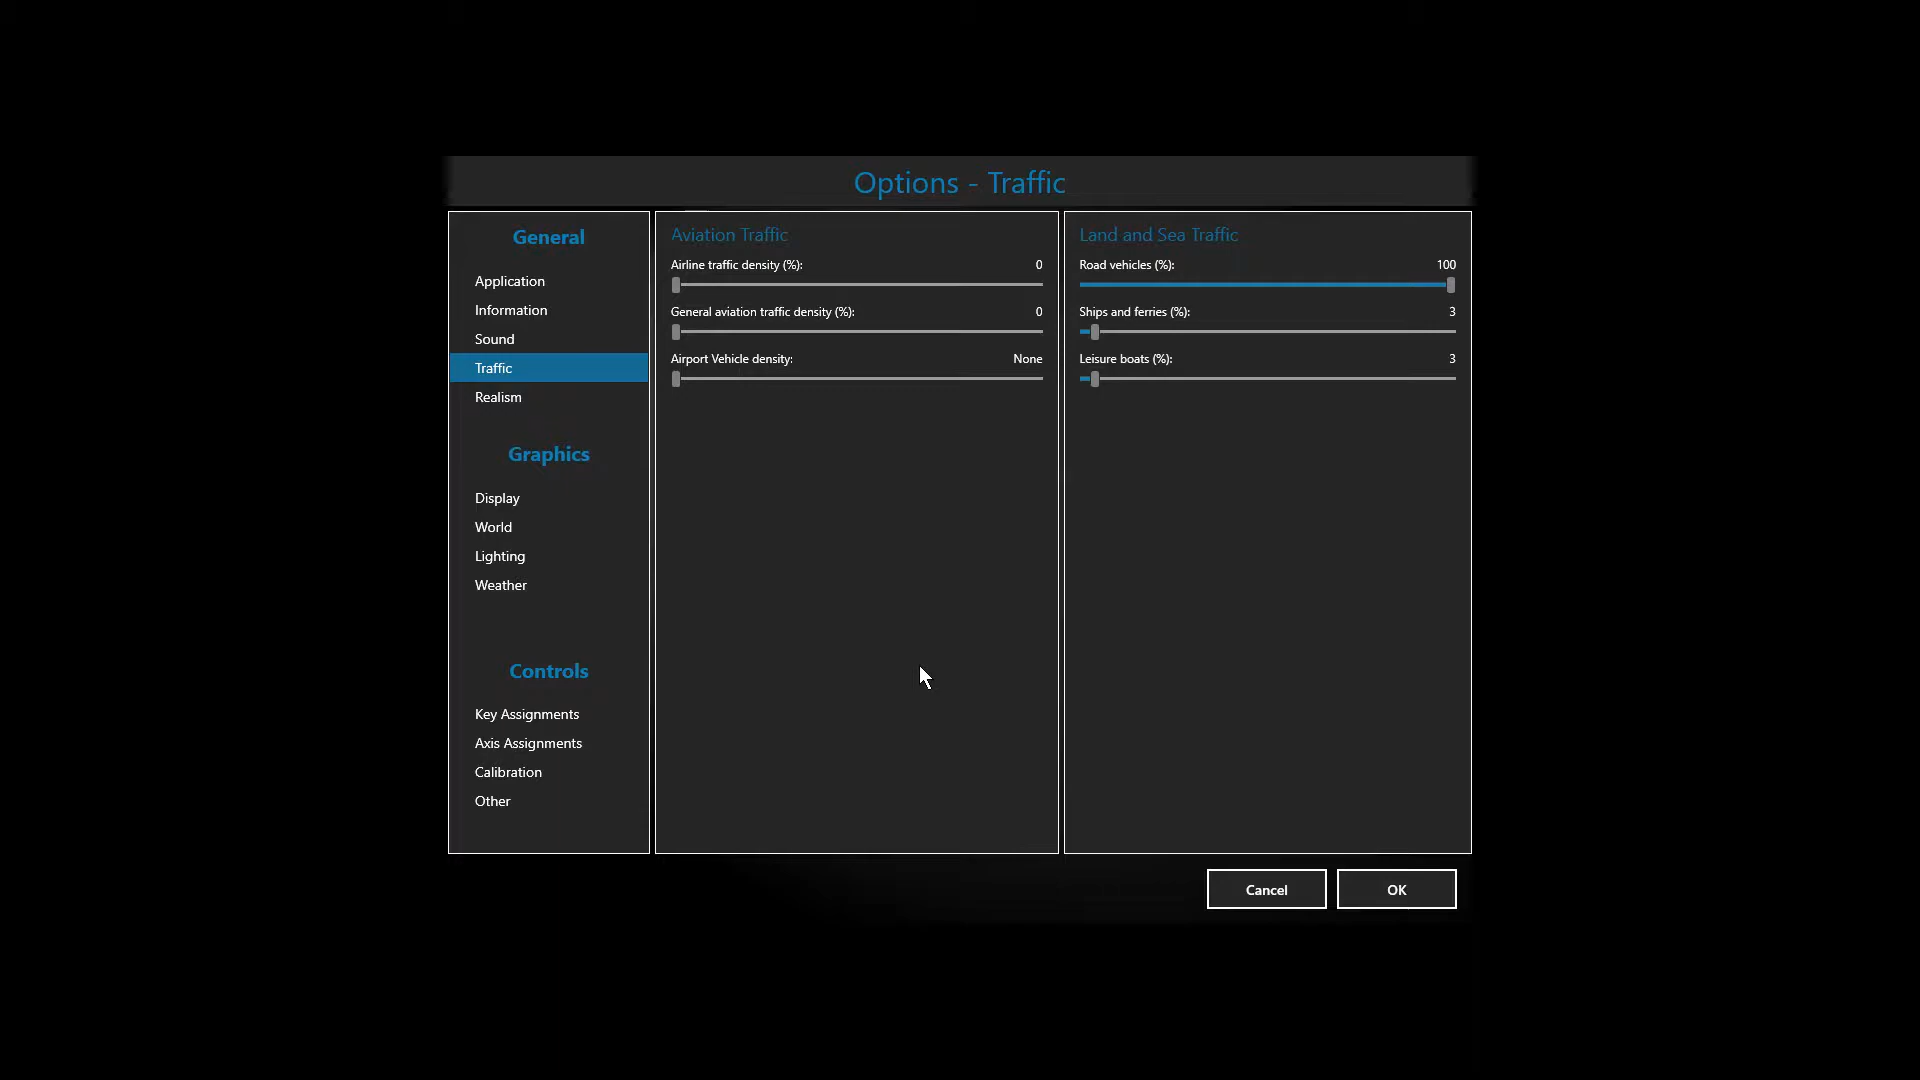 Options - Traffic
General
Application
Information
Sound
Traffic
Realism
Graphics
Display
World
Lighting
Weather
Controls
Key Assignments
Axis Assignments
Calibration
Other
Aviation Traffic
Airline traffic density (%): 0
General aviation traffic density (%): 0
Airport Vehicle density: None
Land and Sea Traffic
Road vehicles (%): 100
Ships and ferries (%): 3
Leisure boats (%): 3
Cancel OK